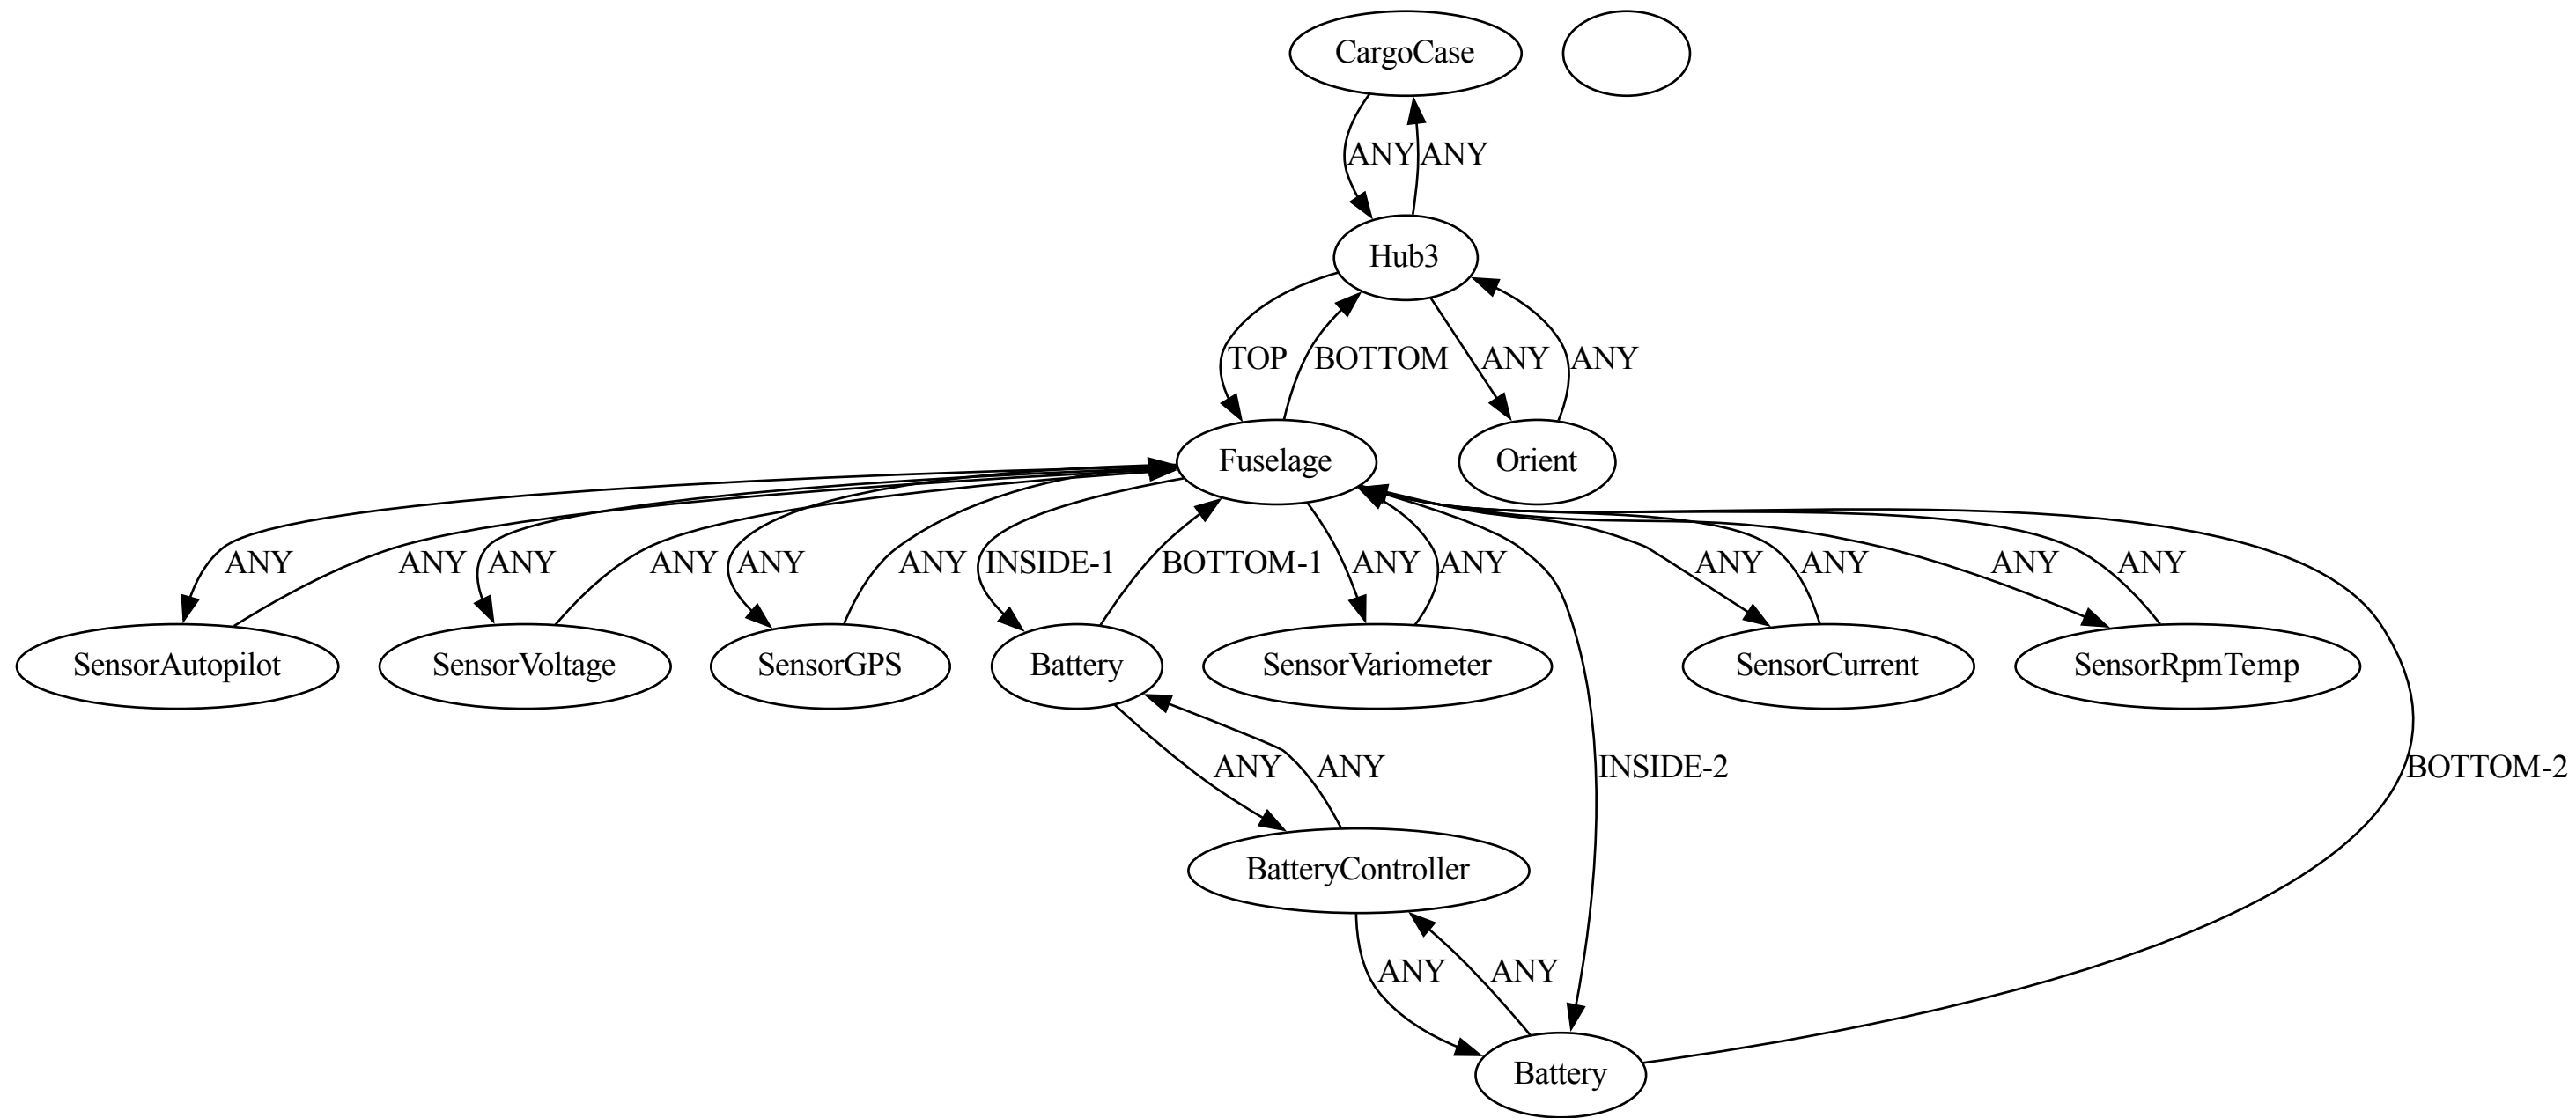 CargoCase
ANY ANY
Hub3
TOP BOTTOM ANY ANY
Fuselage Orient
ANY ANY ANY ANY ANY ANY INSIDE-1 BOTTOM-1 ANY ANY ANY ANY ANY ANY
SensorAutopilot SensorVoltage SensorGPS Battery SensorVariometer SensorCurrent SensorRpmTemp
ANY ANY INSIDE-2 BOTTOM-2
BatteryController
ANY ANY
Battery